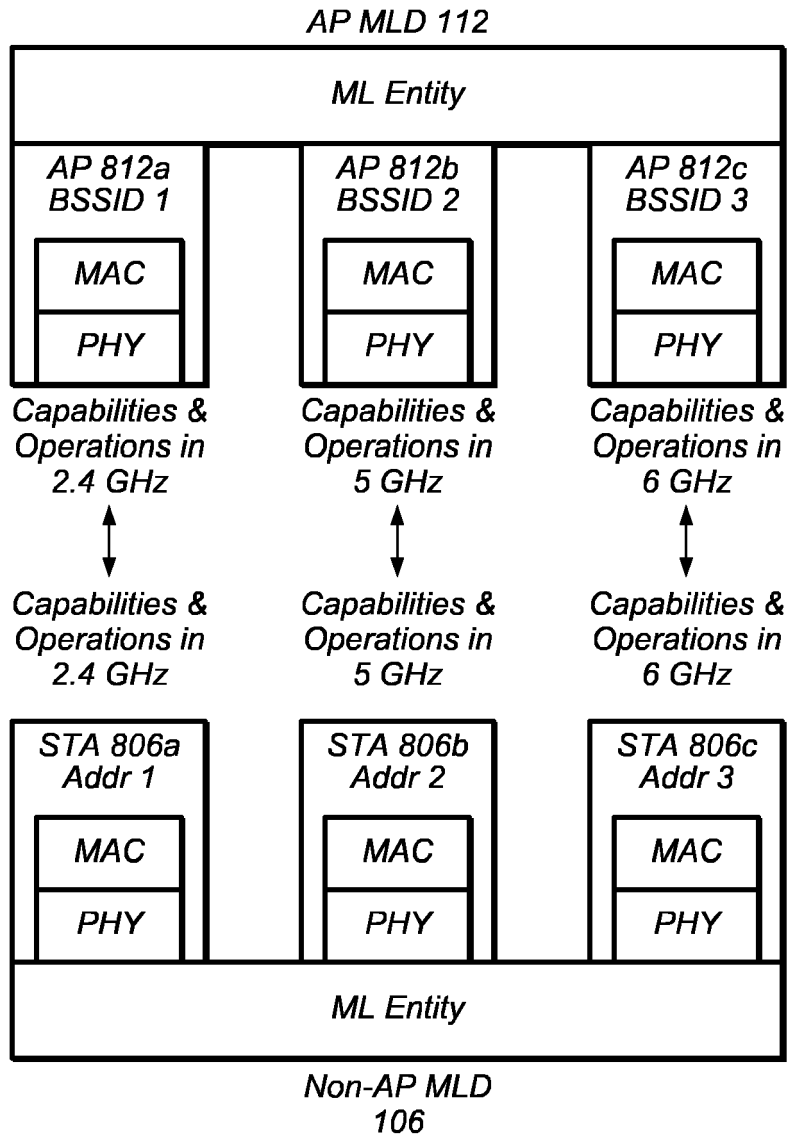 AP MLD 112
ML Entity
AP 812a
BSSID 1
AP 812b
BSSID 2
AP 812c
BSSID 3
MAC
MAC
MAC
PHY
PHY
PHY
Capabilities &
Operations in
2.4 GHz
Capabilities &
Operations in
5 GHz
Capabilities &
Operations in
6 GHz
Capabilities &
Operations in
2.4 GHz
Capabilities &
Operations in
5 GHz
Capabilities &
Operations in
6 GHz
STA 806a
Addr 1
STA 806b
Addr 2
STA 806c
Addr 3
MAC
MAC
MAC
PHY
PHY
PHY
ML Entity
Non-AP MLD
106